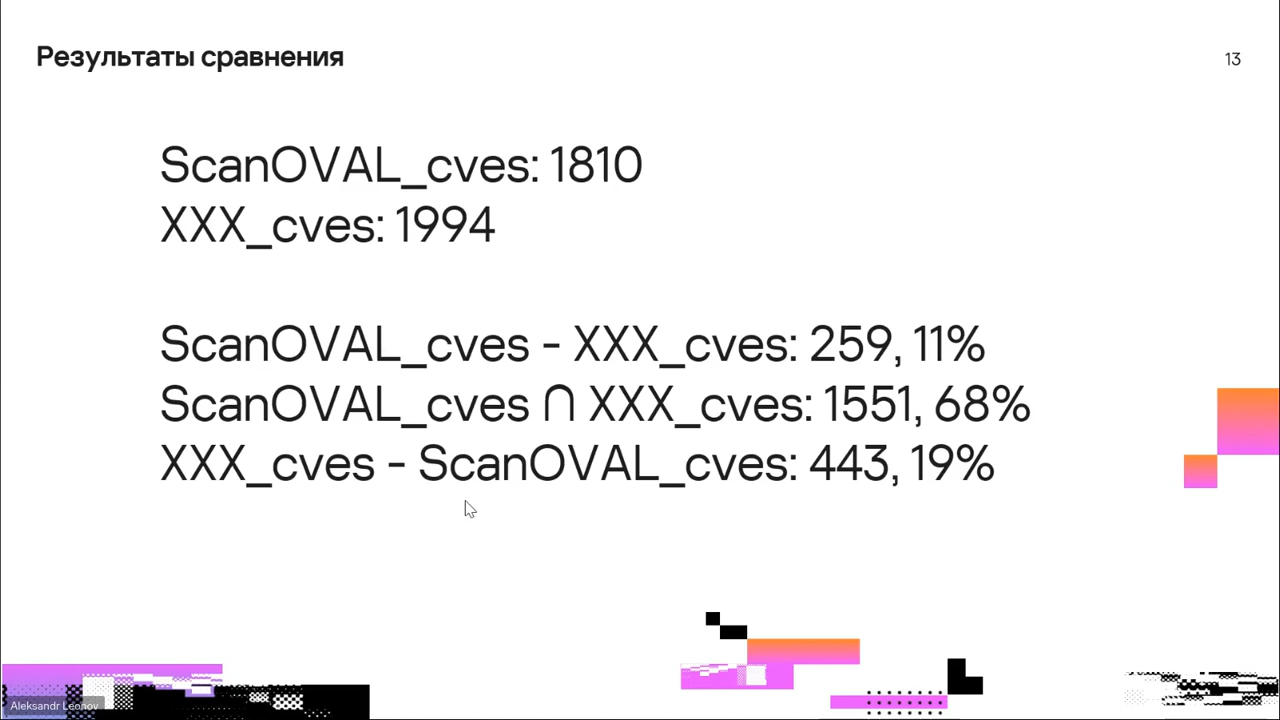 Результаты сравнения
13
ScanOVAL_cves: 1810
XXX_cves: 1994
ScanOVAL_cves - XXX_cves: 259, 11%
ScanOVAL_cves ∩ XXX_cves: 1551, 68%
XXX_cves - ScanOVAL_cves: 443, 19%
Aleksandr Leonov